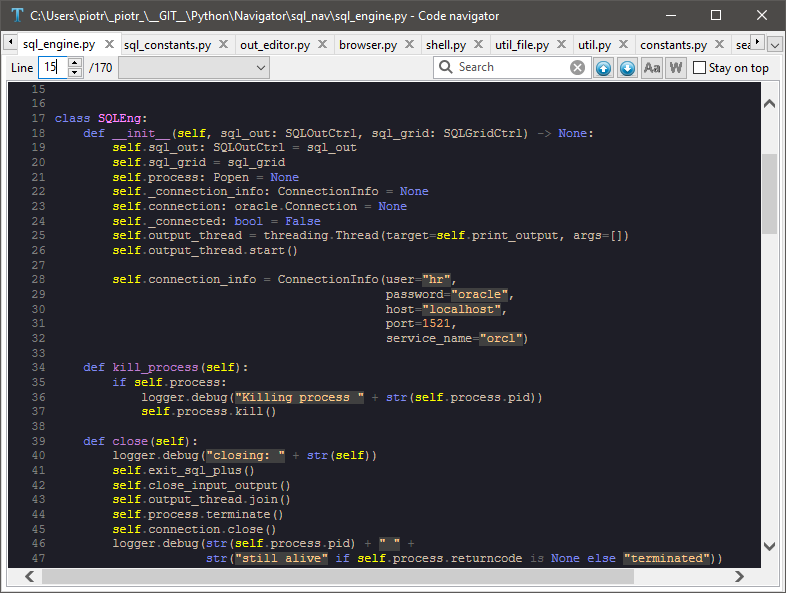 C:\Users\piotr\_piotr_\__GIT__\Python\Navigator\sql_nav\sql_engine.py - Code navigator
sql_engine.py sql_constants.py out_editor.py browser.py shell.py util_file.py util.py constants.py sea
Line 15 /170 Search Aa W Stay on top
15
16
17 class SQLEng:
18     def __init__(self, sql_out: SQLOutCtrl, sql_grid: SQLGridCtrl) -> None:
19         self.sql_out: SQLOutCtrl = sql_out
20         self.sql_grid = sql_grid
21         self.process: Popen = None
22         self._connection_info: ConnectionInfo = None
23         self.connection: oracle.Connection = None
24         self._connected: bool = False
25         self.output_thread = threading.Thread(target=self.print_output, args=[])
26         self.output_thread.start()
27
28         self.connection_info = ConnectionInfo(user="hr",
29                                               password="oracle",
30                                               host="localhost",
31                                               port=1521,
32                                               service_name="orcl")
33
34     def kill_process(self):
35         if self.process:
36             logger.debug("Killing process " + str(self.process.pid))
37             self.process.kill()
38
39     def close(self):
40         logger.debug("closing: " + str(self))
41         self.exit_sql_plus()
42         self.close_input_output()
43         self.output_thread.join()
44         self.process.terminate()
45         self.connection.close()
46         logger.debug(str(self.process.pid) + " " +
47                      str("still alive" if self.process.returncode is None else "terminated"))